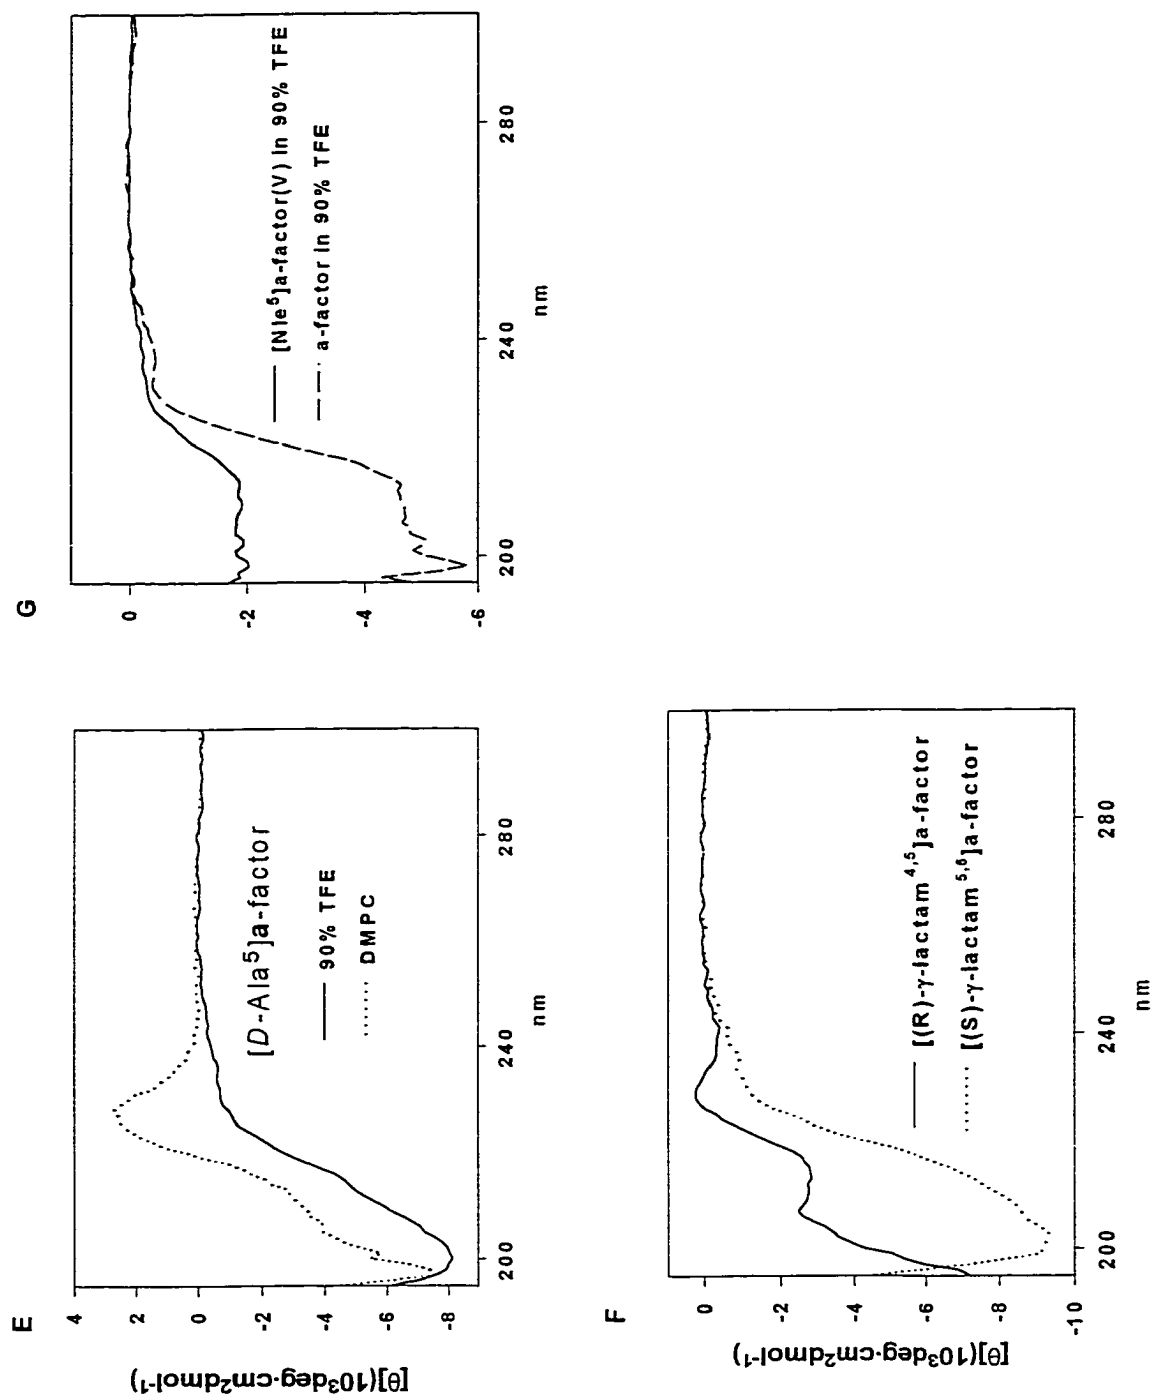 G
1
0
-2
-4
-6
200
240
280
nm
[Nle⁵]a-factor(V) in 90% TFE
a-factor in 90% TFE
E
[θ](10³deg·cm²dmol⁻¹)
4
2
0
-2
-4
-6
-8
200
240
280
nm
[D-Ala⁵]a-factor
90% TFE
DMPC
F
[θ](10³deg·cm²dmol⁻¹)
0
-2
-4
-6
-8
-10
200
240
280
nm
[(R)-γ-lactam⁴,⁵]a-factor
[(S)-γ-lactam⁵,⁶]a-factor